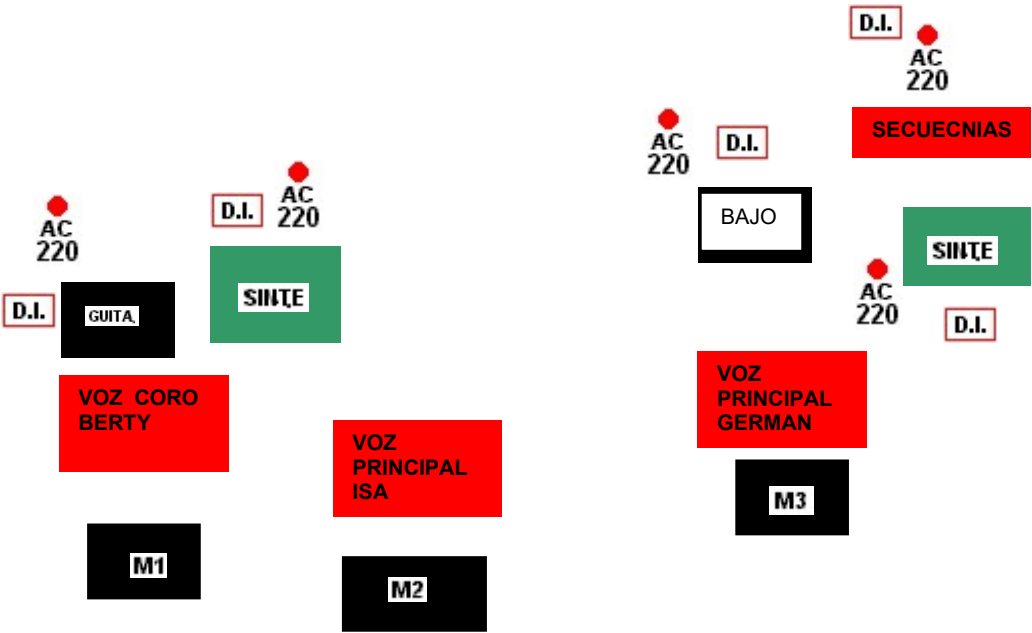 D.I.
AC
220
SECUECNIAS
AC
220
D.I.
AC
220
D.I.
AC
220
D.I.
BAJO
SINTE
AC
220
D.I.
GUITA.
SINTE
D.I.
VOZ CORO
BERTY
VOZ
PRINCIPAL
ISA
VOZ
PRINCIPAL
GERMAN
M1
M2
M3